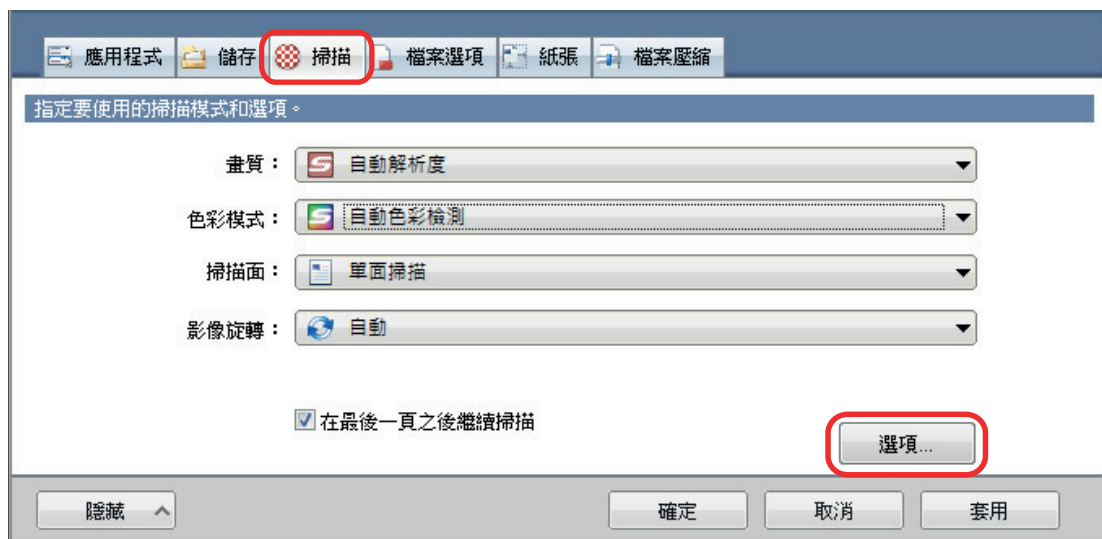 應用程式 儲存 掃描 檔案選項 紙張 檔案壓縮
指定要使用的掃描模式和選項。
畫質： 自動解析度
色彩模式： 自動色彩檢測
掃描面： 單面掃描
影像旋轉： 自動
在最後一頁之後繼續掃描
選項...
隱藏 確定 取消 套用